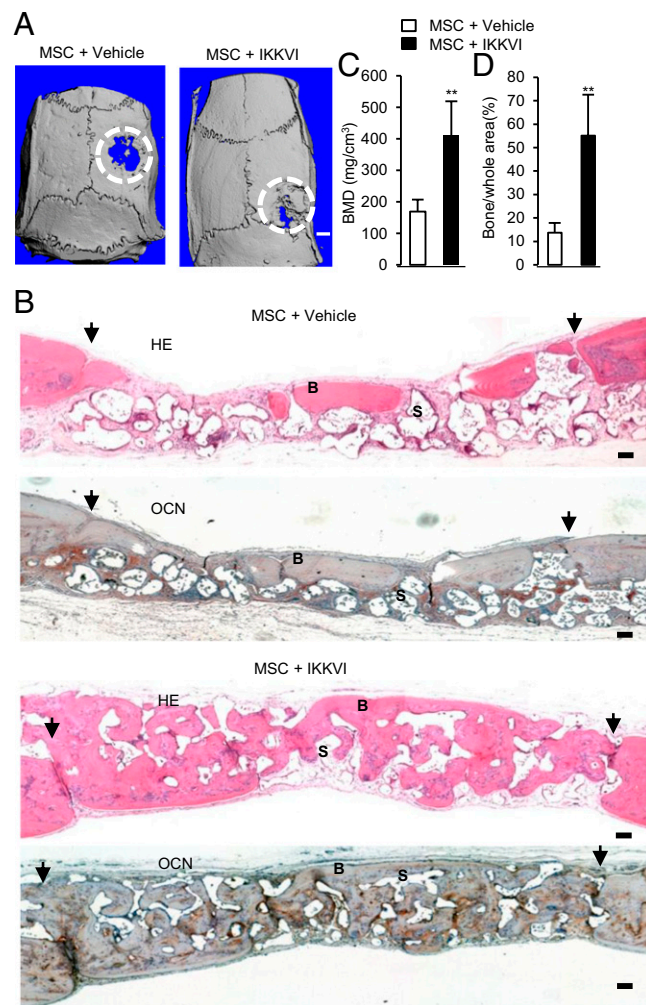 A
MSC + Vehicle
MSC + IKKVI
MSC + Vehicle
MSC + IKKVI
C
BMD (mg/cm³)
600
500
400
300
200
100
0
**
D
Bone/whole area(%)
80
70
60
50
40
30
20
10
0
**
B
MSC + Vehicle
HE
B
S
OCN
B
S
MSC + IKKVI
HE
B
S
OCN
B
S